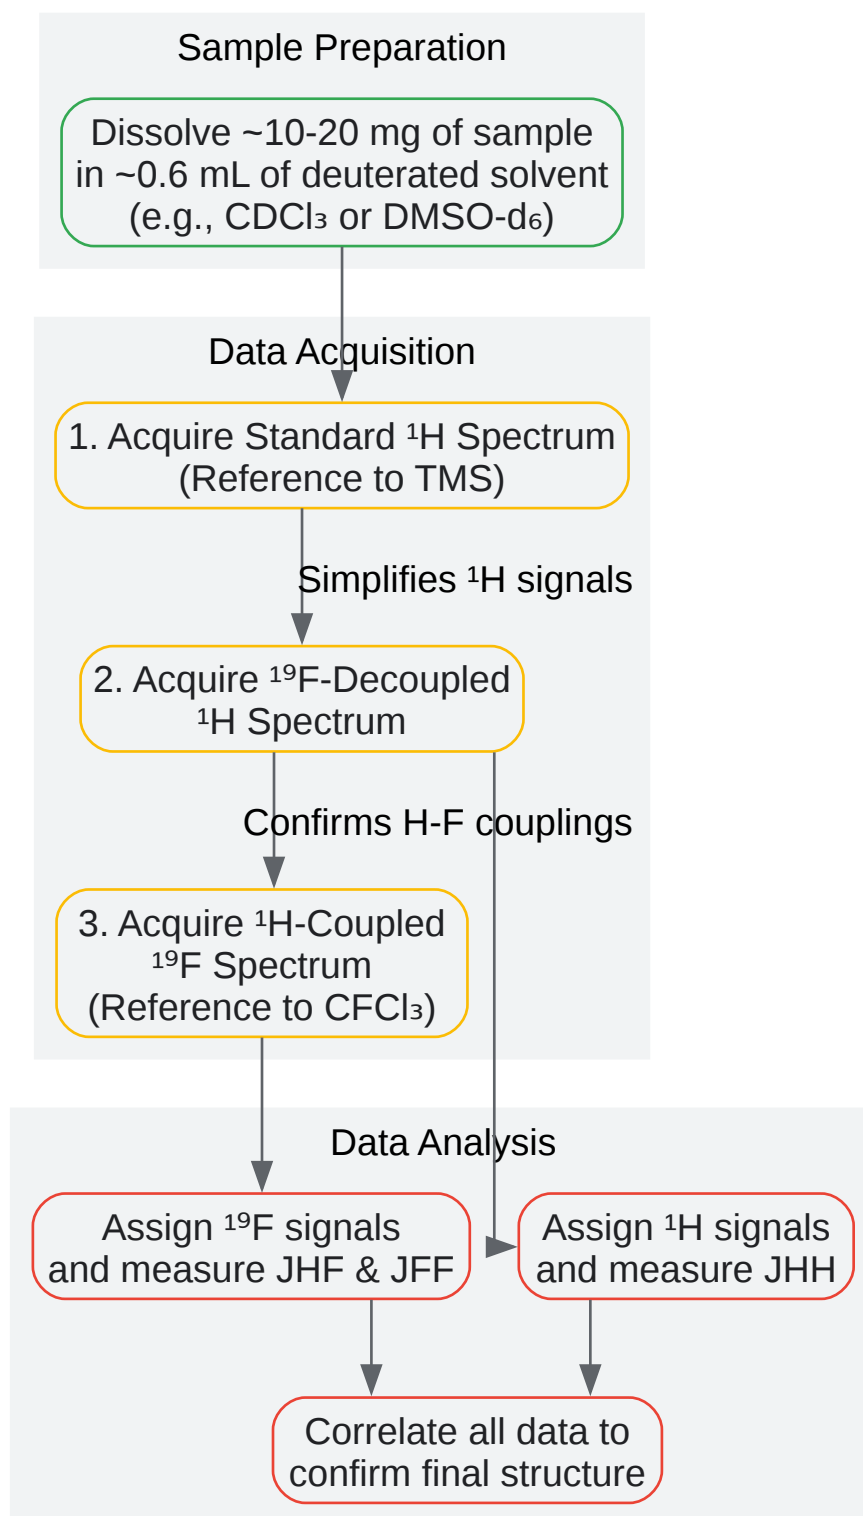 Sample Preparation
Dissolve ~10-20 mg of sample
in ~0.6 mL of deuterated solvent
(e.g., CDCl₃ or DMSO-d₆)
Data Acquisition
1. Acquire Standard ¹H Spectrum
(Reference to TMS)
Simplifies ¹H signals
2. Acquire ¹⁹F-Decoupled
¹H Spectrum
Confirms H-F couplings
3. Acquire ¹H-Coupled
¹⁹F Spectrum
(Reference to CFCl₃)
Data Analysis
Assign ¹⁹F signals
and measure JHF & JFF
Assign ¹H signals
and measure JHH
Correlate all data to
confirm final structure